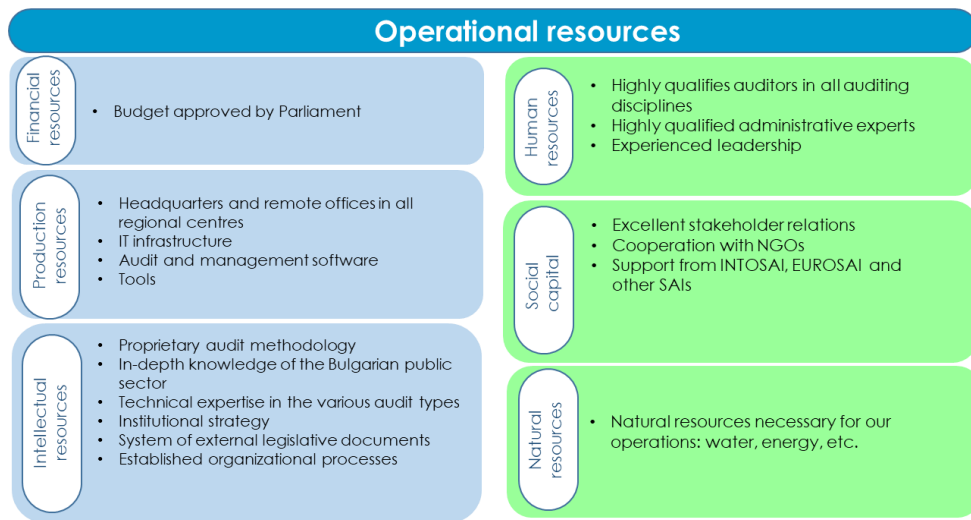 Operational resources
Financial
resources
• Budget approved by Parliament
Production
resources
• Headquarters and remote offices in all
regional centres
• IT infrastructure
• Audit and management software
• Tools
Intellectual
resources
• Proprietary audit methodology
• In-depth knowledge of the Bulgarian public
sector
• Technical expertise in the various audit types
• Institutional strategy
• System of external legislative documents
• Established organizational processes
Human
resources
• Highly qualifies auditors in all auditing
disciplines
• Highly qualified administrative experts
• Experienced leadership
Social
capital
• Excellent stakeholder relations
• Cooperation with NGOs
• Support from INTOSAI, EUROSAI and
other SAIs
Natural
resources
• Natural resources necessary for our
operations: water, energy, etc.